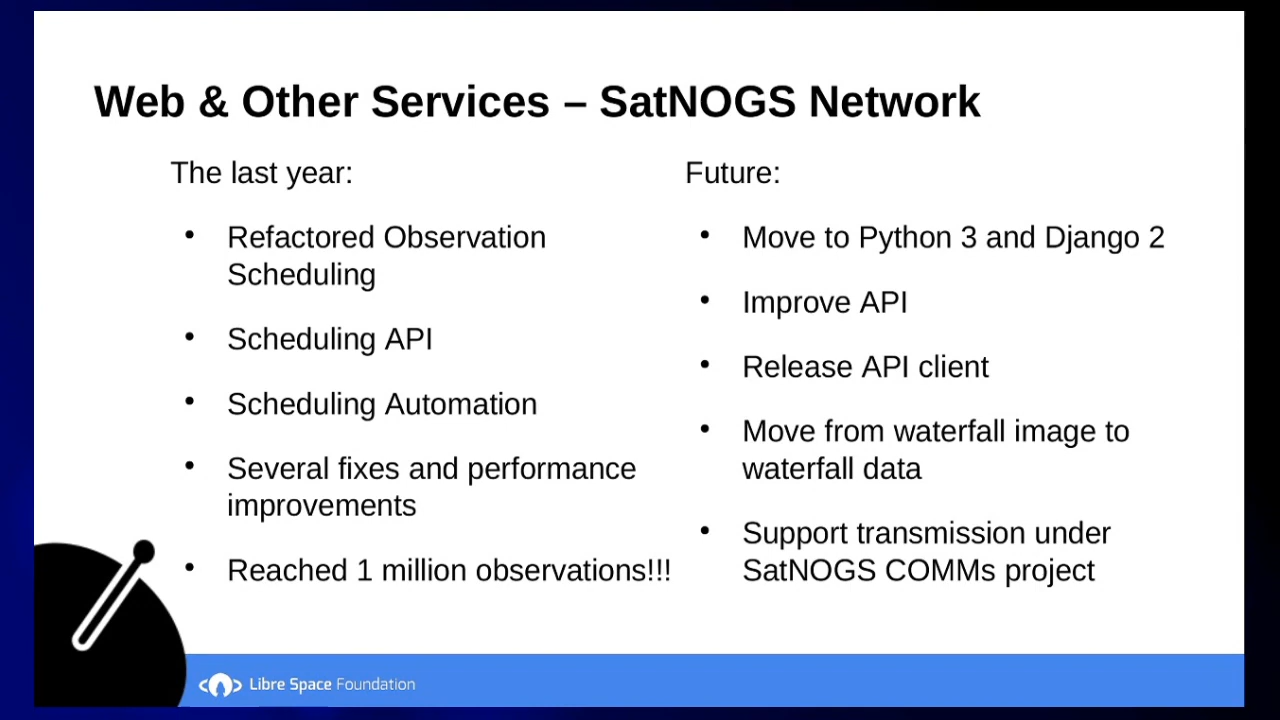 Web & Other Services – SatNOGS Network
The last year:
• Refactored Observation
Scheduling
• Scheduling API
• Scheduling Automation
• Several fixes and performance
improvements
• Reached 1 million observations!!!
Future:
• Move to Python 3 and Django 2
• Improve API
• Release API client
• Move from waterfall image to
waterfall data
• Support transmission under
SatNOGS COMMs project
Libre Space Foundation